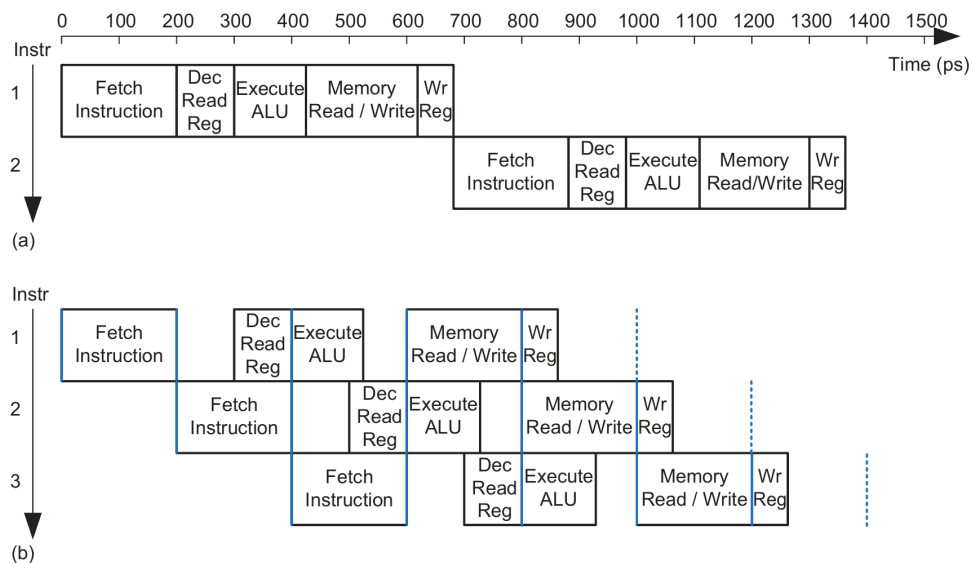 0 100 200 300 400 500 600 700 800 900 1000 1100 1200 1300 1400 1500
Time (ps)
Instr
1
Fetch
Instruction
Dec
Read
Reg
Execute
ALU
Memory
Read / Write
Wr
Reg
2
Fetch
Instruction
Dec
Read
Reg
Execute
ALU
Memory
Read/Write
Wr
Reg
(a)
Instr
1
Fetch
Instruction
Dec
Read
Reg
Execute
ALU
Memory
Read / Write
Wr
Reg
2
Fetch
Instruction
Dec
Read
Reg
Execute
ALU
Memory
Read / Write
Wr
Reg
3
Fetch
Instruction
Dec
Read
Reg
Execute
ALU
Memory
Read / Write
Wr
Reg
(b)